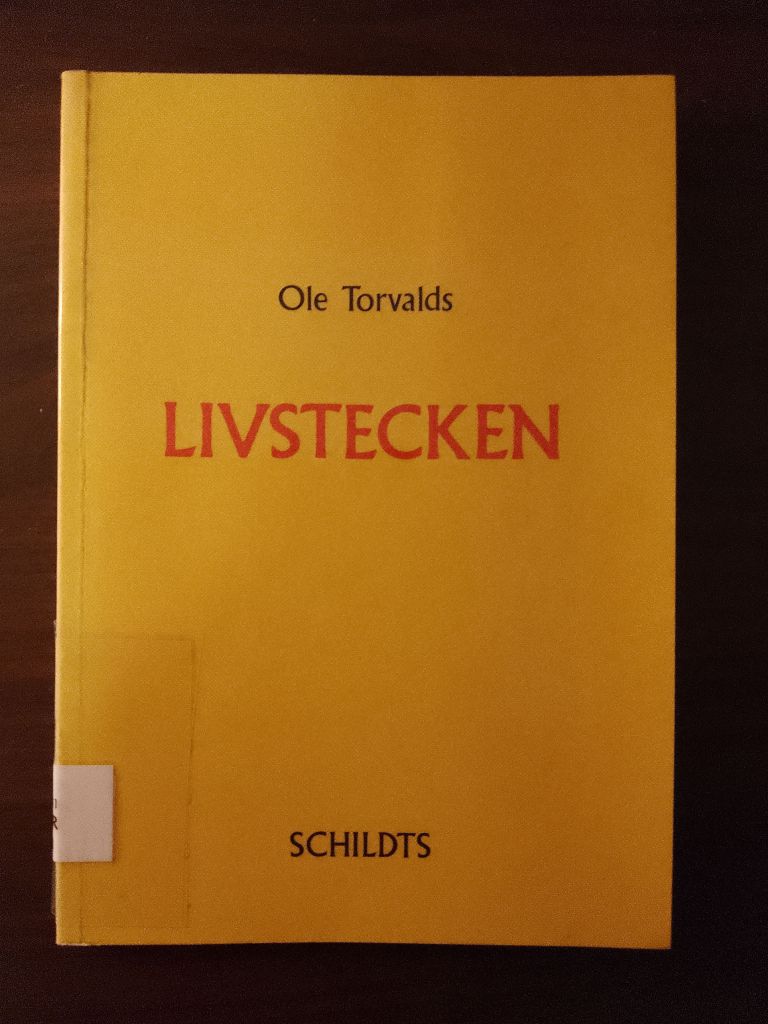 Ole Torvalds
LIVSTECKEN
SCHILDTS